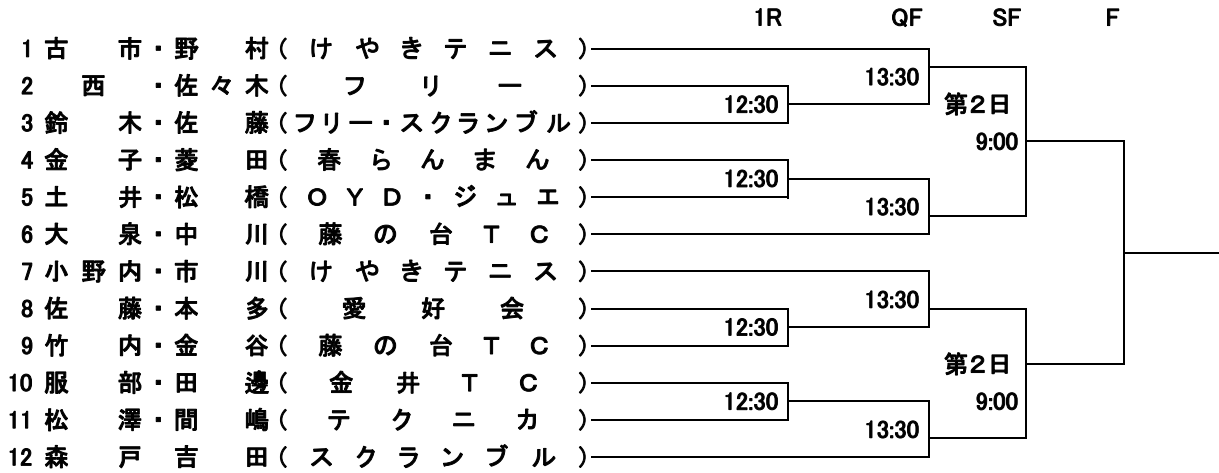 1R QF SF F
1 古 市・野 村(けやきテニス)
13:30
2 西 ・佐々木(フリー)
12:30
第2日
3 鈴 木・佐 藤(フリー・スクランブル)
9:00
4 金 子・菱 田(春らんまん)
12:30
5 土 井・松 橋(OYD・ジュエ)
13:30
6 大 泉・中 川(藤の台TC)
7 小野内・市 川(けやきテニス)
13:30
8 佐 藤・本 多(愛好会)
12:30
9 竹 内・金 谷(藤の台TC)
第2日
10 服 部・田 邊(金井TC)
12:30
9:00
11 松 澤・間 嶋(テクニカ)
13:30
12 森 戸 吉 田(スクランブル)